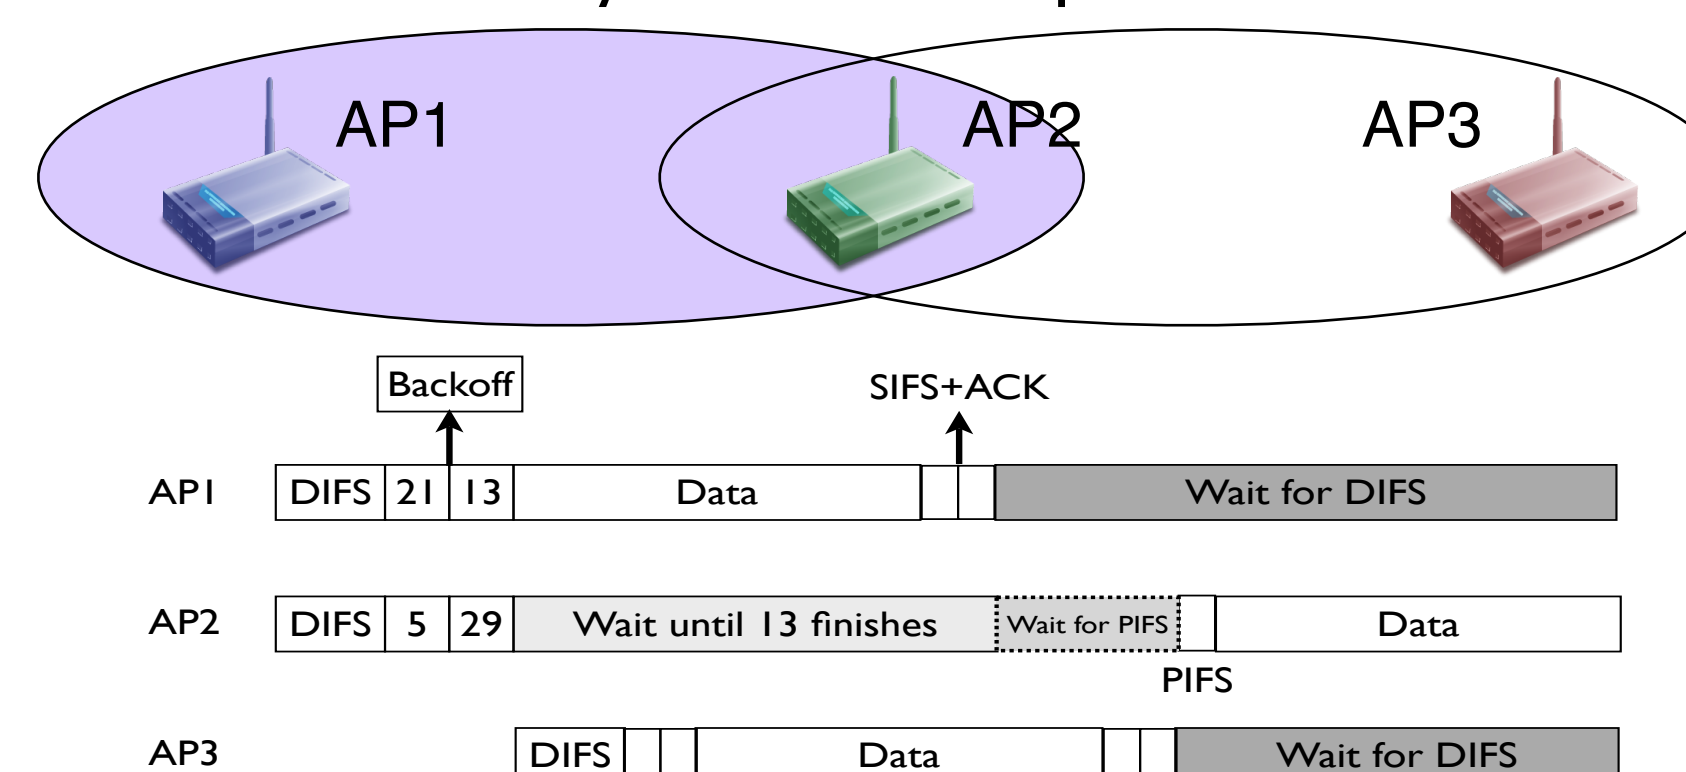 AP1 AP2 AP3
Backoff SIFS+ACK
AP1 DIFS 21 13 Data Wait for DIFS
AP2 DIFS 5 29 Wait until 13 finishes Wait for PIFS Data
PIFS
AP3 DIFS Data Wait for DIFS